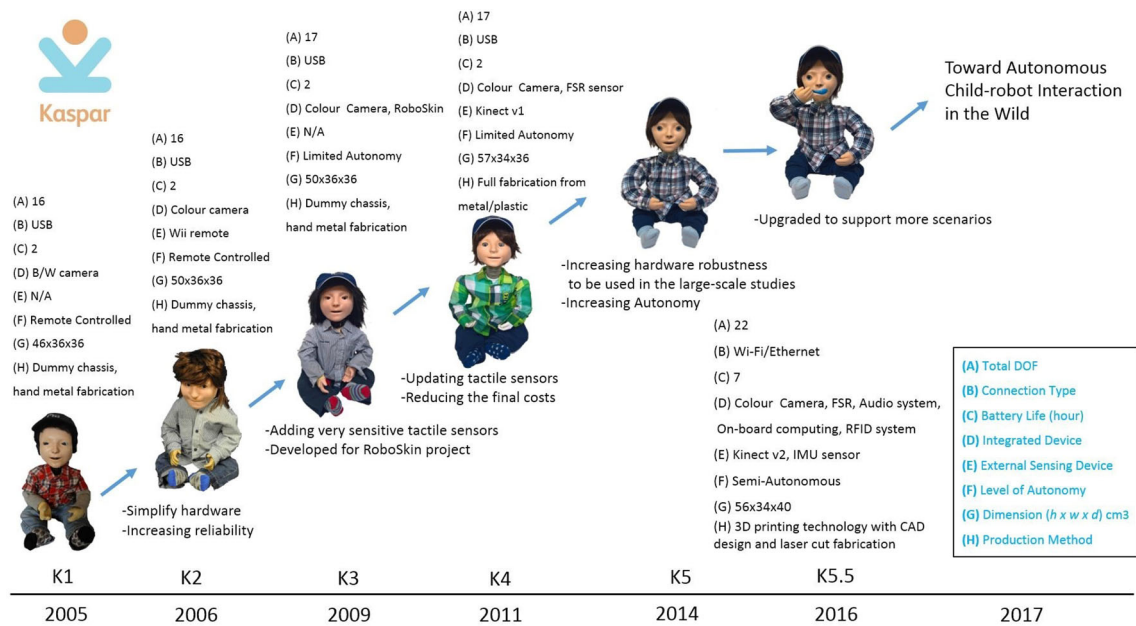 Kaspar
(A) 16
(B) USB
(C) 2
(D) B/W camera
(E) N/A
(F) Remote Controlled
(G) 46x36x36
(H) Dummy chassis,
hand metal fabrication
(A) 16
(B) USB
(C) 2
(D) Colour camera
(E) Wii remote
(F) Remote Controlled
(G) 50x36x36
(H) Dummy chassis,
hand metal fabrication
-Simplify hardware
-Increasing reliability
(A) 17
(B) USB
(C) 2
(D) Colour Camera, RoboSkin
(E) N/A
(F) Limited Autonomy
(G) 50x36x36
(H) Dummy chassis,
hand metal fabrication
-Adding very sensitive tactile sensors
-Developed for RoboSkin project
(A) 17
(B) USB
(C) 2
(D) Colour Camera, FSR sensor
(E) Kinect v1
(F) Limited Autonomy
(G) 57x34x36
(H) Full fabrication from
metal/plastic
-Updating tactile sensors
-Reducing the final costs
-Increasing hardware robustness
to be used in the large-scale studies
-Increasing Autonomy
-Upgraded to support more scenarios
(A) 22
(B) Wi-Fi/Ethernet
(C) 7
(D) Colour Camera, FSR, Audio system,
On-board computing, RFID system
(E) Kinect v2, IMU sensor
(F) Semi-Autonomous
(G) 56x34x40
(H) 3D printing technology with CAD
design and laser cut fabrication
Toward Autonomous
Child-robot Interaction
in the Wild
(A) Total DOF
(B) Connection Type
(C) Battery Life (hour)
(D) Integrated Device
(E) External Sensing Device
(F) Level of Autonomy
(G) Dimension (h x w x d) cm3
(H) Production Method
K1 K2 K3 K4 K5 K5.5
2005 2006 2009 2011 2014 2016 2017